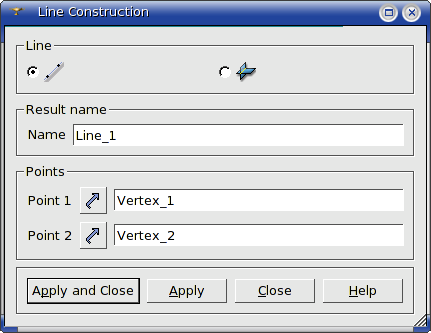 Line Construction
Line
Result name
Name Line_1
Points
Point 1 Vertex_1
Point 2 Vertex_2
Apply and Close Apply Close Help